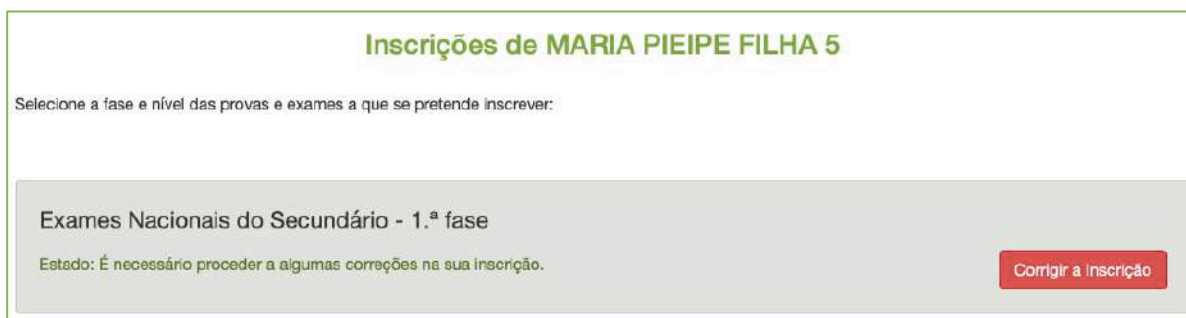 Inscrições de MARIA PIEIPE FILHA 5
Selecione a fase e nível das provas e exames a que se pretende inscrever:
Exames Nacionais do Secundário - 1.ª fase
Estado: É necessário proceder a algumas correções na sua inscrição.
Corrigir a Inscrição